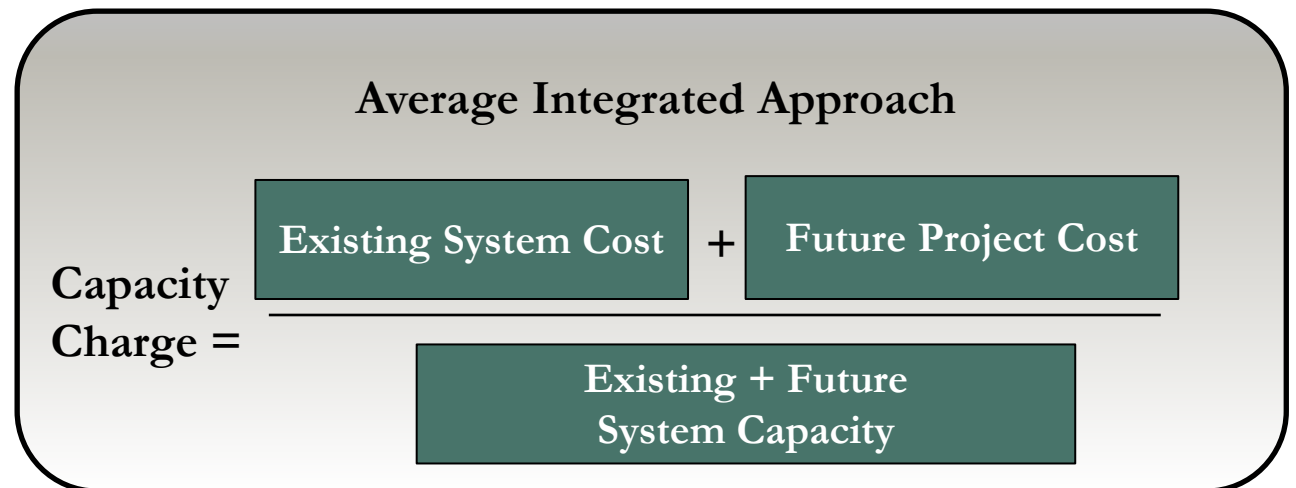 Average Integrated Approach
Existing System Cost + Future Project Cost
Capacity
Charge =
Existing + Future
System Capacity